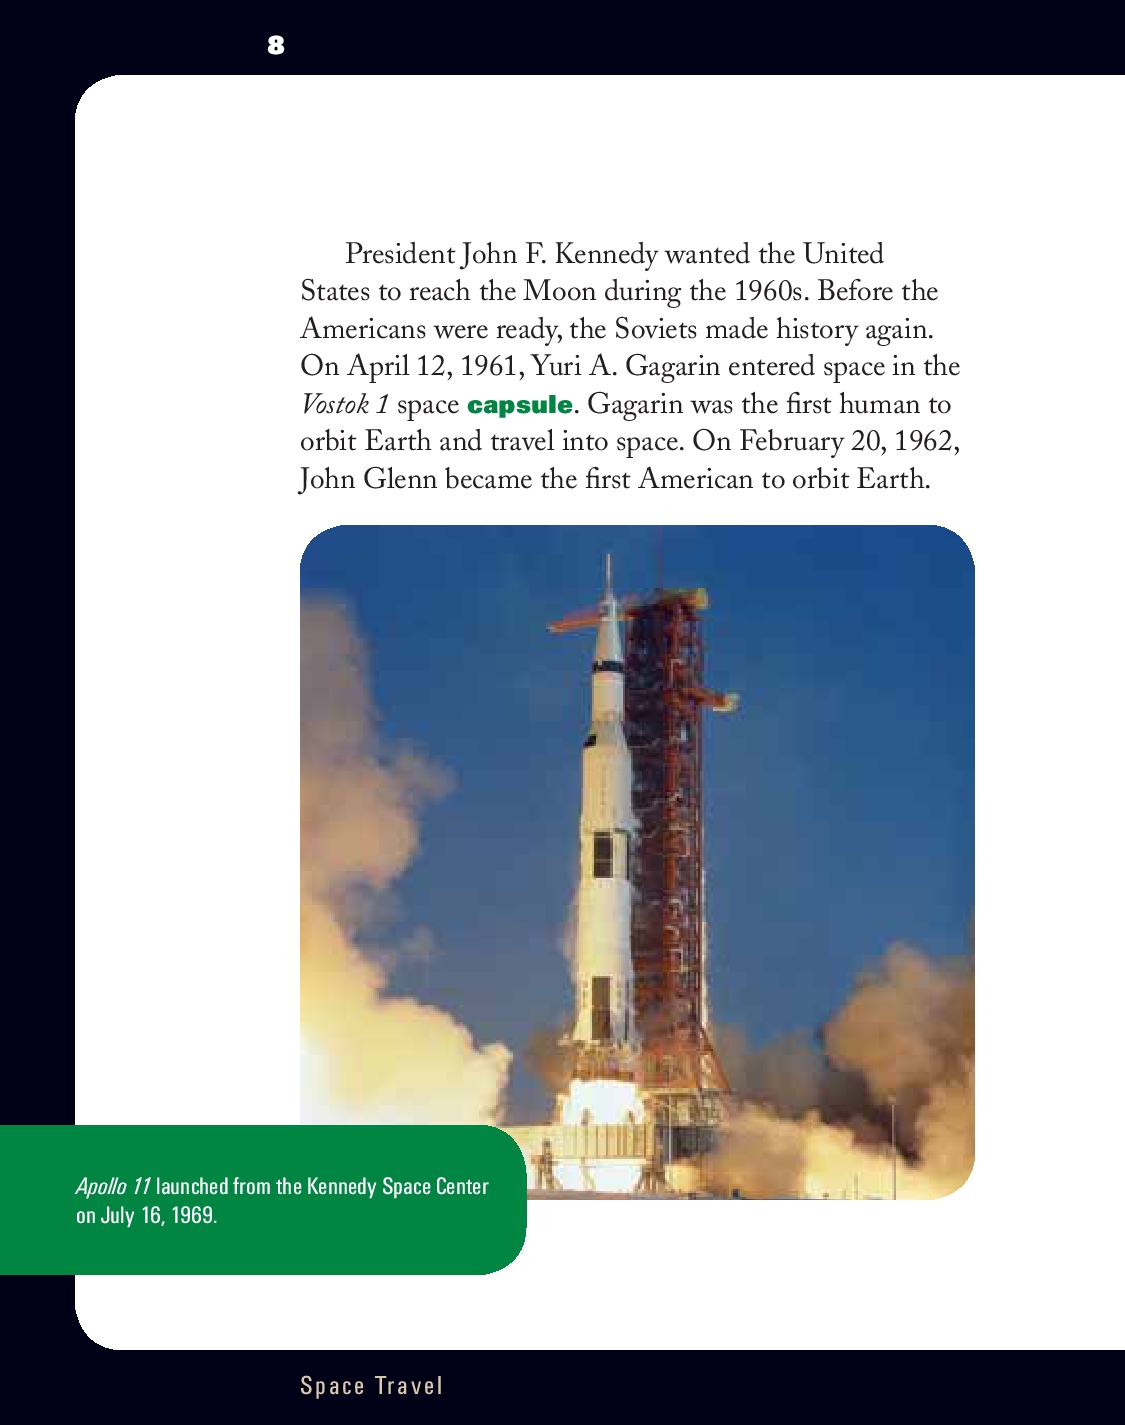 8
President John F. Kennedy wanted the United
States to reach the Moon during the 1960s. Before the
Americans were ready, the Soviets made history again.
On April 12, 1961, Yuri A. Gagarin entered space in the
Vostok 1 space capsule. Gagarin was the first human to
orbit Earth and travel into space. On February 20, 1962,
John Glenn became the first American to orbit Earth.
Apollo 11 launched from the Kennedy Space Center
on July 16, 1969.
Space Travel